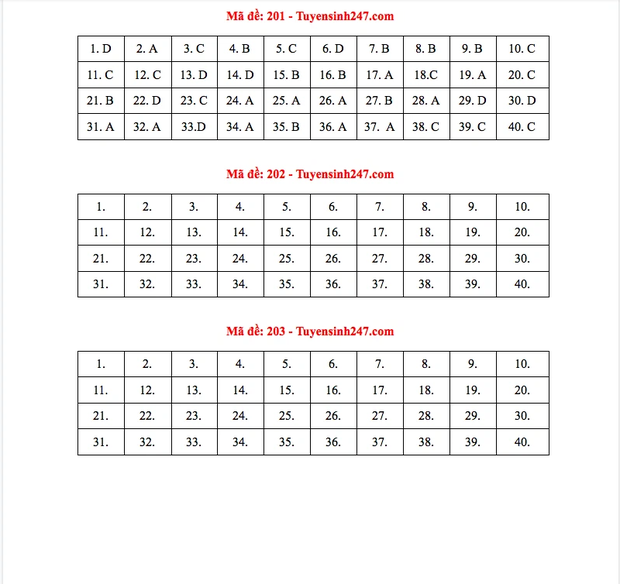 Mã đề: 201 - Tuyensinh247.com
1. D 2. A 3. C 4. B 5. C 6. D 7. B 8. B 9. B 10. C
11. C 12. C 13. D 14. D 15. B 16. B 17. A 18.C 19. A 20. C
21. B 22. D 23. C 24. A 25. A 26. A 27. B 28. A 29. D 30. D
31. A 32. A 33.D 34. A 35. B 36. A 37. A 38. C 39. C 40. C
Mã đề: 202 - Tuyensinh247.com
1. 2. 3. 4. 5. 6. 7. 8. 9. 10.
11. 12. 13. 14. 15. 16. 17. 18. 19. 20.
21. 22. 23. 24. 25. 26. 27. 28. 29. 30.
31. 32. 33. 34. 35. 36. 37. 38. 39. 40.
Mã đề: 203 - Tuyensinh247.com
1. 2. 3. 4. 5. 6. 7. 8. 9. 10.
11. 12. 13. 14. 15. 16. 17. 18. 19. 20.
21. 22. 23. 24. 25. 26. 27. 28. 29. 30.
31. 32. 33. 34. 35. 36. 37. 38. 39. 40.